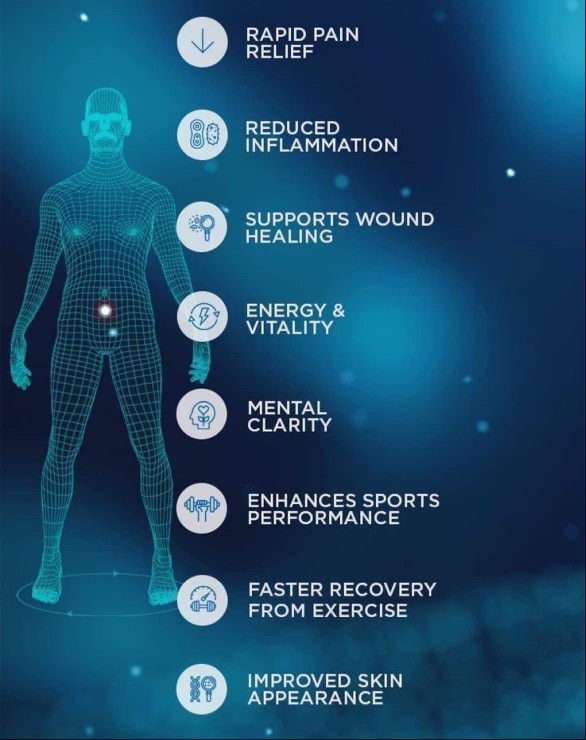 RAPID PAIN
RELIEF
REDUCED
INFLAMMATION
SUPPORTS WOUND
HEALING
ENERGY &
VITALITY
MENTAL
CLARITY
ENHANCES SPORTS
PERFORMANCE
FASTER RECOVERY
FROM EXERCISE
IMPROVED SKIN
APPEARANCE